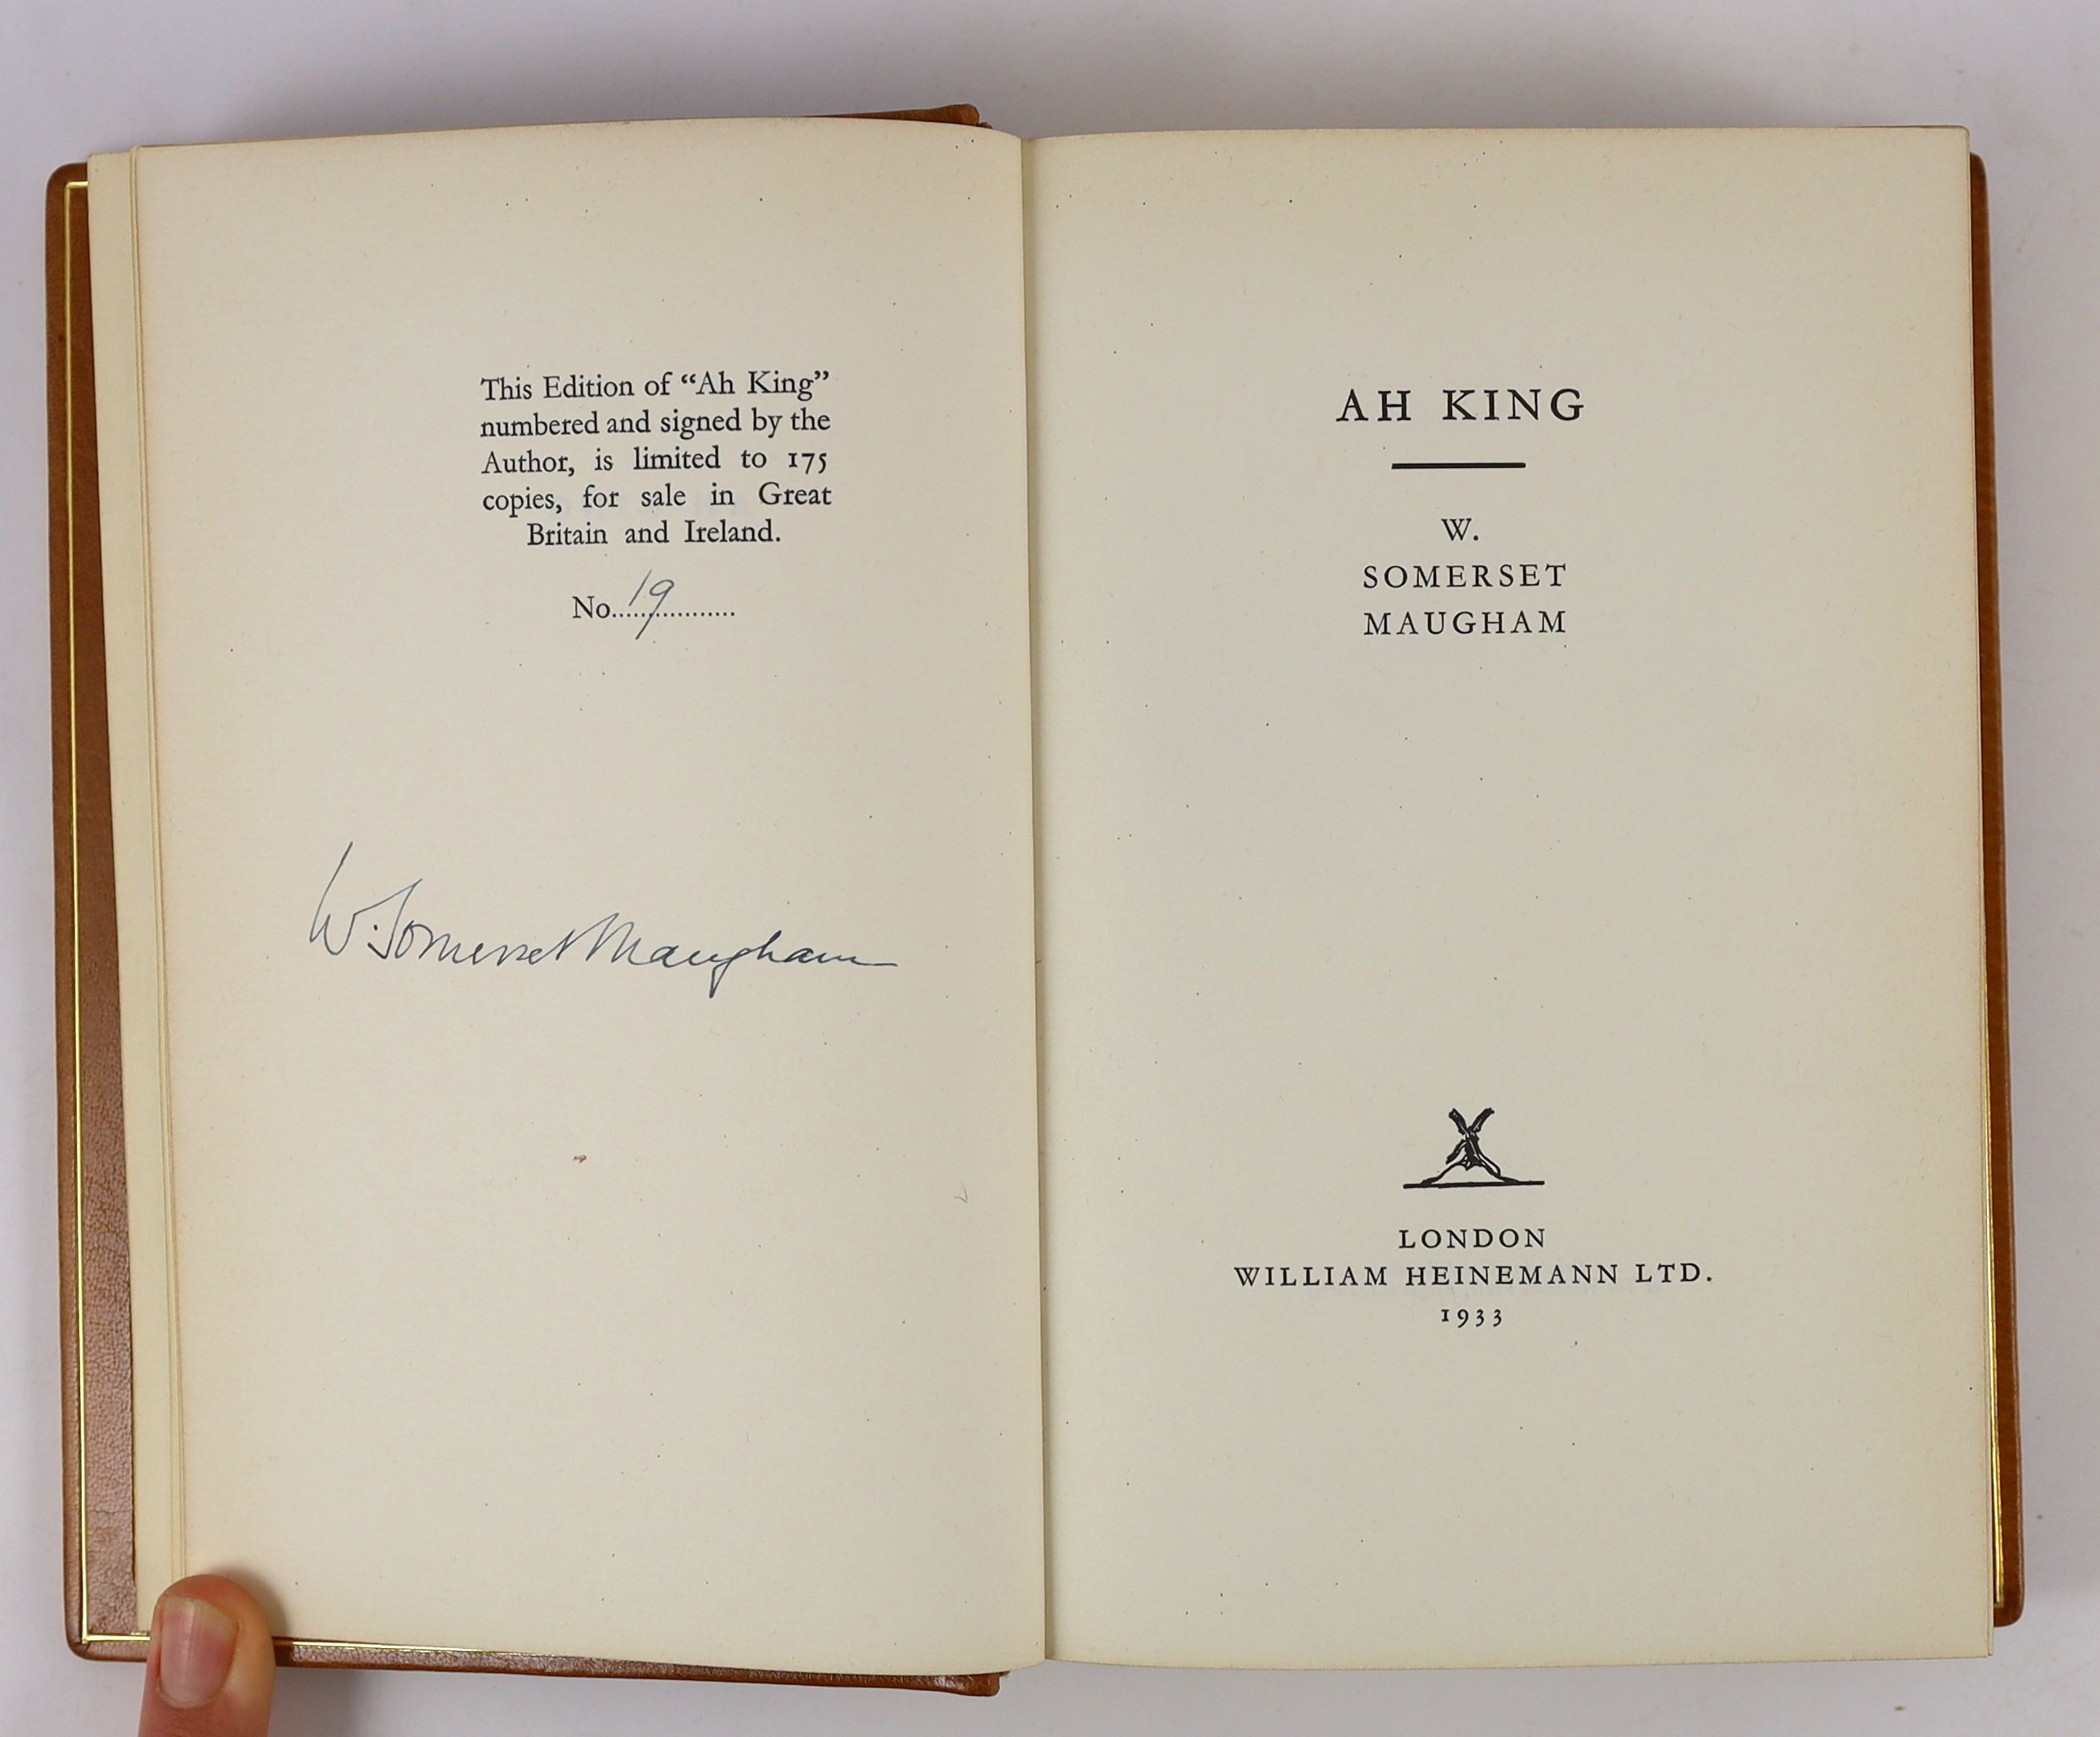 This Edition of “Ah King”
numbered and signed by the
Author, is limited to 175
copies, for sale in Great
Britain and Ireland.
No. 19
W. Somerset Maugham
AH KING
W.
SOMERSET
MAUGHAM
LONDON
WILLIAM HEINEMANN LTD.
1933